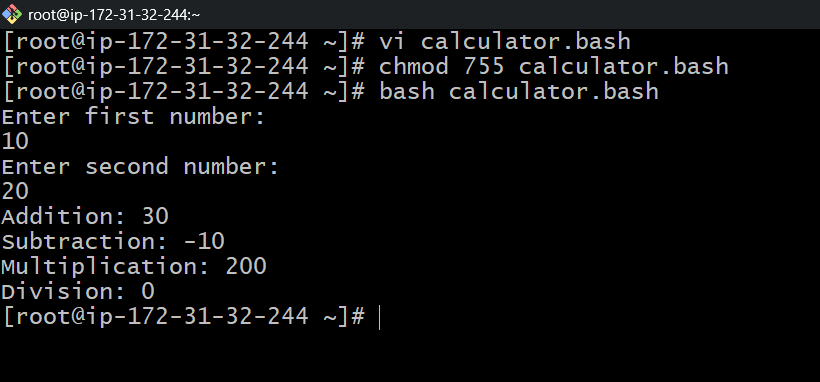 root@ip-172-31-32-244:~
[root@ip-172-31-32-244 ~]# vi calculator.bash
[root@ip-172-31-32-244 ~]# chmod 755 calculator.bash
[root@ip-172-31-32-244 ~]# bash calculator.bash
Enter first number:
10
Enter second number:
20
Addition: 30
Subtraction: -10
Multiplication: 200
Division: 0
[root@ip-172-31-32-244 ~]#